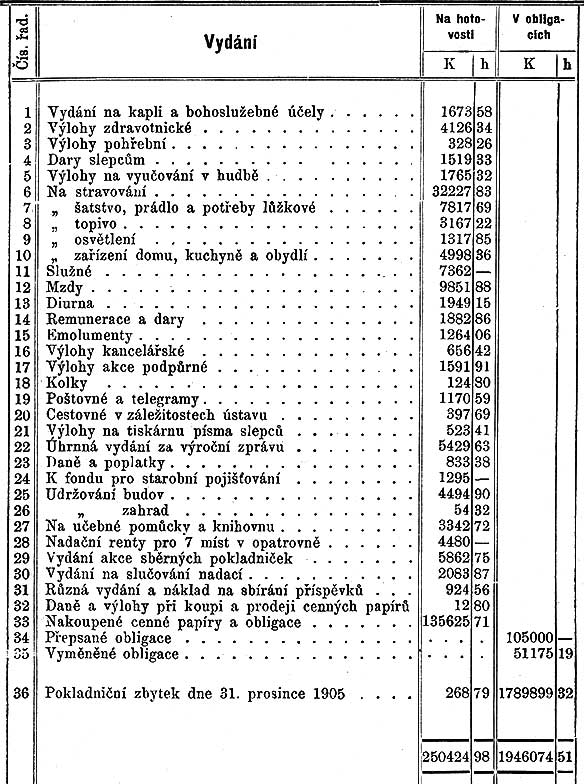 Čís. řad. Vydání Na hoto- V obliga-
vosti cích
K h K h
1 Vydání na kapli a bohoslužebné účely . . . . . . 1673 58
2 Výlohy zdravotnické . . . . . . . . . . . . . 4126 34
3 Výlohy pohřební . . . . . . . . . . . . . . . 328 26
4 Dary slepcům . . . . . . . . . . . . . . . 1519 33
5 Výlohy na vyučování v hudbě . . . . . . . . . 1765 32
6 Na stravování . . . . . . . . . . . . . . . . 32227 83
7 „ šatstvo, prádlo a potřeby lůžkové . . . . . . 7817 69
8 „ topivo . . . . . . . . . . . . . . . . . 3167 22
9 „ osvětlení . . . . . . . . . . . . . . . 1317 85
10 „ zařízení domu, kuchyně a obydlí . . . . . . . 4998 36
11 Služné . . . . . . . . . . . . . . . . . . 7362 —
12 Mzdy . . . . . . . . . . . . . . . . . . . 9851 88
13 Diurna . . . . . . . . . . . . . . . . . . 1949 15
14 Remunerace a dary . . . . . . . . . . . . . 1882 86
15 Emolumenty . . . . . . . . . . . . . . . . 1264 06
16 Výlohy kancelářské . . . . . . . . . . . . . 656 42
17 Výlohy akce podpůrné . . . . . . . . . . . . 1591 91
18 Kolky . . . . . . . . . . . . . . . . . . 124 80
19 Poštovné a telegramy . . . . . . . . . . . . . 1170 59
20 Cestovné v záležitostech ústavu . . . . . . . . 397 69
21 Výlohy na tiskárnu písma slepců . . . . . . . . 523 41
22 Úhrnná vydání za výroční zprávu . . . . . . . . 5429 63
23 Daně a poplatky . . . . . . . . . . . . . . . 833 38
24 K fondu pro starobní pojišťování . . . . . . . . 1295 —
25 Udržování budov . . . . . . . . . . . . . . . 4494 90
26 „ zahrad . . . . . . . . . . . . . 54 32
27 Na učebné pomůcky a knihovnu . . . . . . . . . 3342 72
28 Nadační renty pro 7 míst v opatrovně . . . . . . 4480 —
29 Vydání akce sběrných pokladniček . . . . . . . 5862 75
30 Vydání na slučování nadací . . . . . . . . . . 2083 87
31 Různá vydání a náklad na sbírání příspěvků . . . 924 56
32 Daně a výlohy při koupi a prodeji cenných papírů 12 80
33 Nakoupené cenné papíry a obligace . . . . . . . 135625 71
34 Přepsané obligace . . . . . . . . . . . . . . . . . . 105000 —
35 Vyměněné obligace . . . . . . . . . . . . . . . . . . 51175 19
36 Pokladniční zbytek dne 31. prosince 1905 . . . . 268 79 1789899 32
250424 98 1946074 51